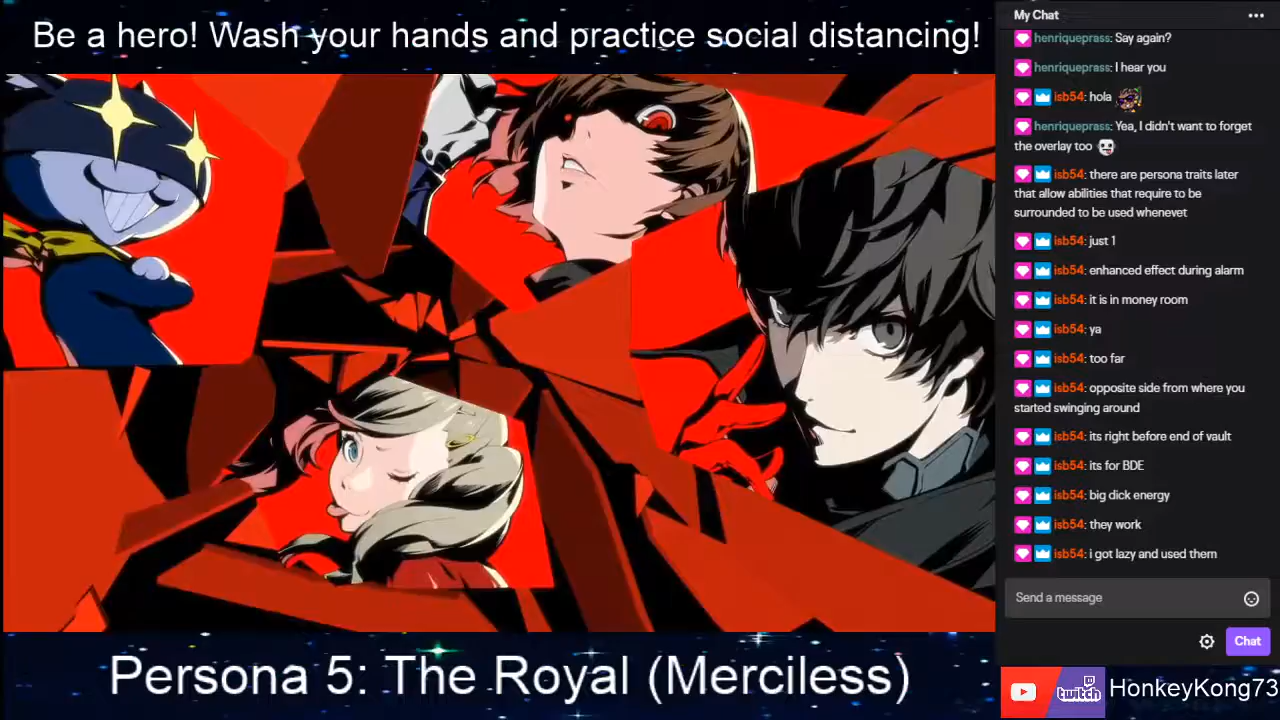 Be a hero! Wash your hands and practice social distancing!
My Chat
henriqueprass: Say again?
henriqueprass: I hear you
isb54: hola
henriqueprass: Yea, I didn't want to forget
the overlay too
isb54: there are persona traits later
that allow abilities that require to be
surrounded to be used whenevet
isb54: just 1
isb54: enhanced effect during alarm
isb54: it is in money room
isb54: ya
isb54: too far
isb54: opposite side from where you
started swinging around
isb54: its right before end of vault
isb54: its for BDE
isb54: big dick energy
isb54: they work
isb54: i got lazy and used them
Send a message
Chat
Persona 5: The Royal (Merciless)
twitch HonkeyKong73